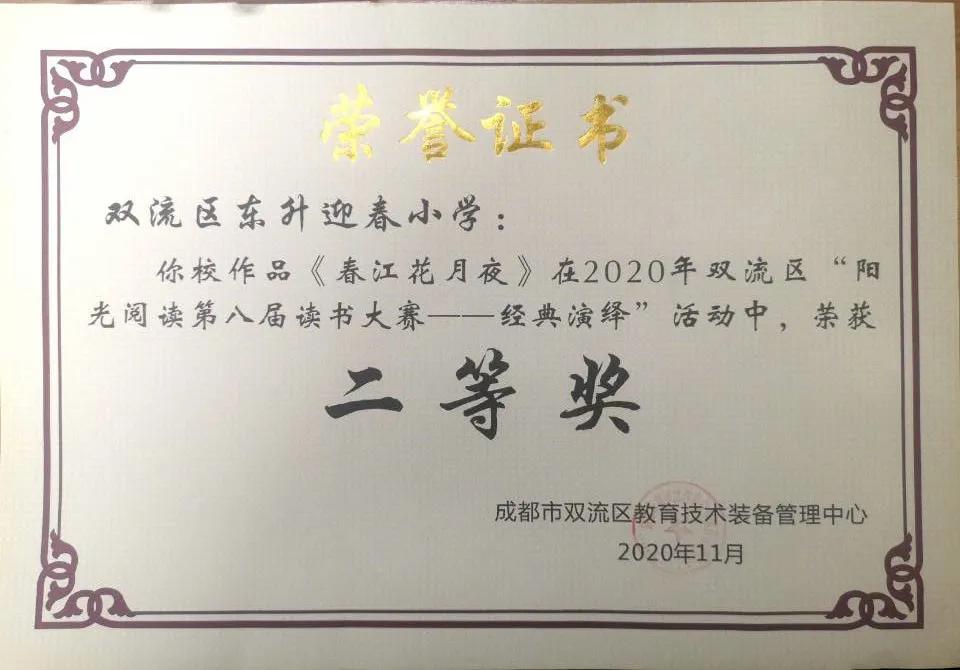 荣誉证书
双流区东升迎春小学：
你校作品《春江花月夜》在2020年双流区“阳
光阅读第八届读书大赛——经典演绎”活动中，荣获
二等奖
成都市双流区教育技术装备管理中心
2020年11月